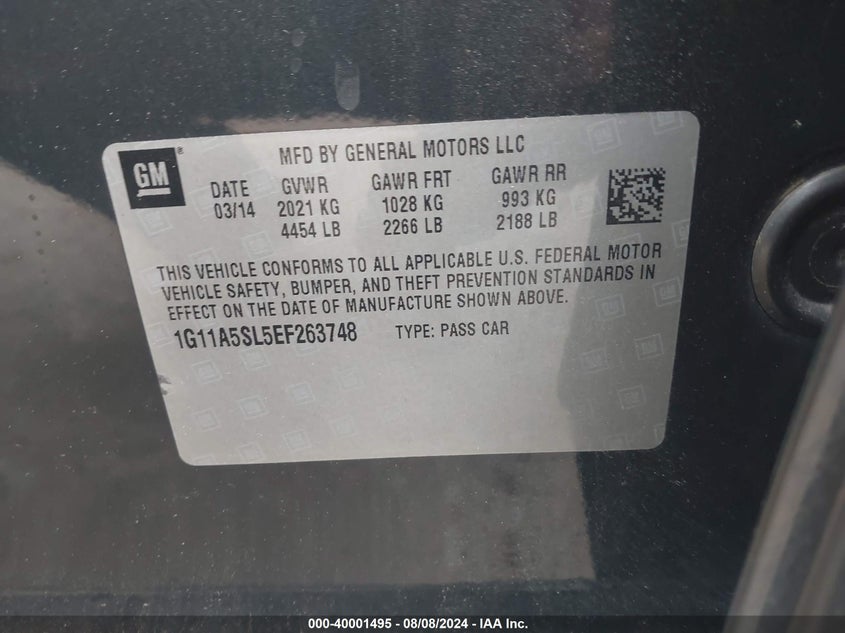 GM
MFD BY GENERAL MOTORS LLC
DATE GVWR GAWR FRT GAWR RR
03/14 2021 KG 1028 KG 993 KG
4454 LB 2266 LB 2188 LB
THIS VEHICLE CONFORMS TO ALL APPLICABLE U.S. FEDERAL MOTOR
VEHICLE SAFETY, BUMPER, AND THEFT PREVENTION STANDARDS IN
EFFECT ON THE DATE OF MANUFACTURE SHOWN ABOVE.
1G11A5SL5EF263748 TYPE: PASS CAR
000-40001495 - 08/08/2024 - IAA Inc.